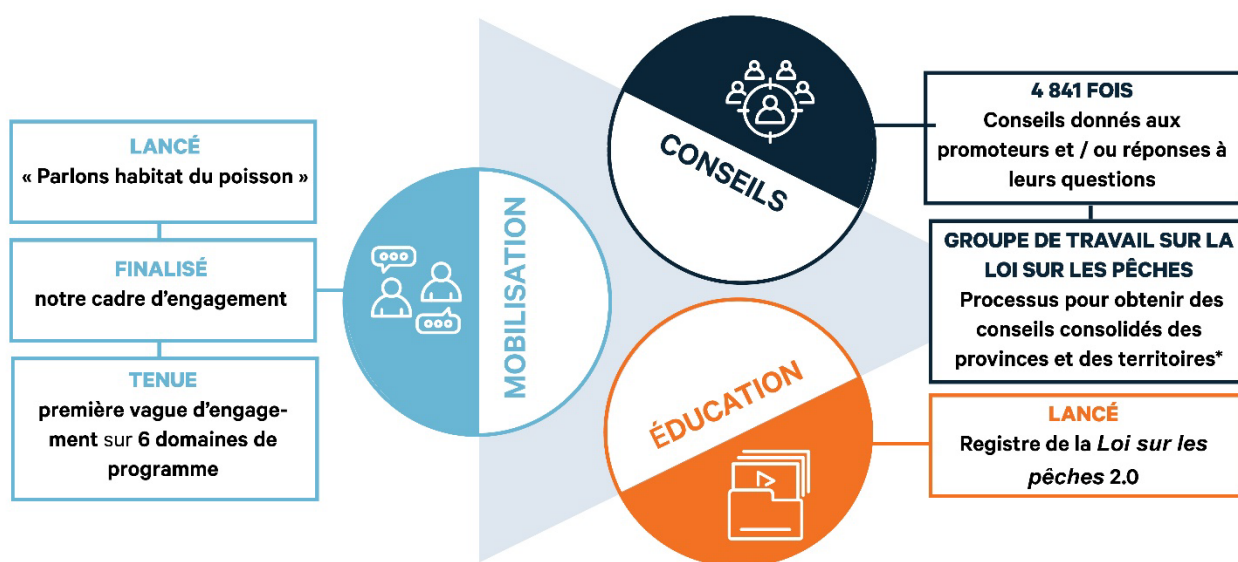 LANCÉ
« Parlons habitat du poisson »
FINALISÉ
notre cadre d'engagement
TENUE
première vague d'engage-
ment sur 6 domaines de
programme
MOBILISATION
CONSEILS
ÉDUCATION
4 841 FOIS
Conseils donnés aux
promoteurs et / ou réponses à
leurs questions
GROUPE DE TRAVAIL SUR LA
LOI SUR LES PÊCHES
Processus pour obtenir des
conseils consolidés des
provinces et des territoires*
LANCÉ
Registre de la Loi sur les
pêches 2.0